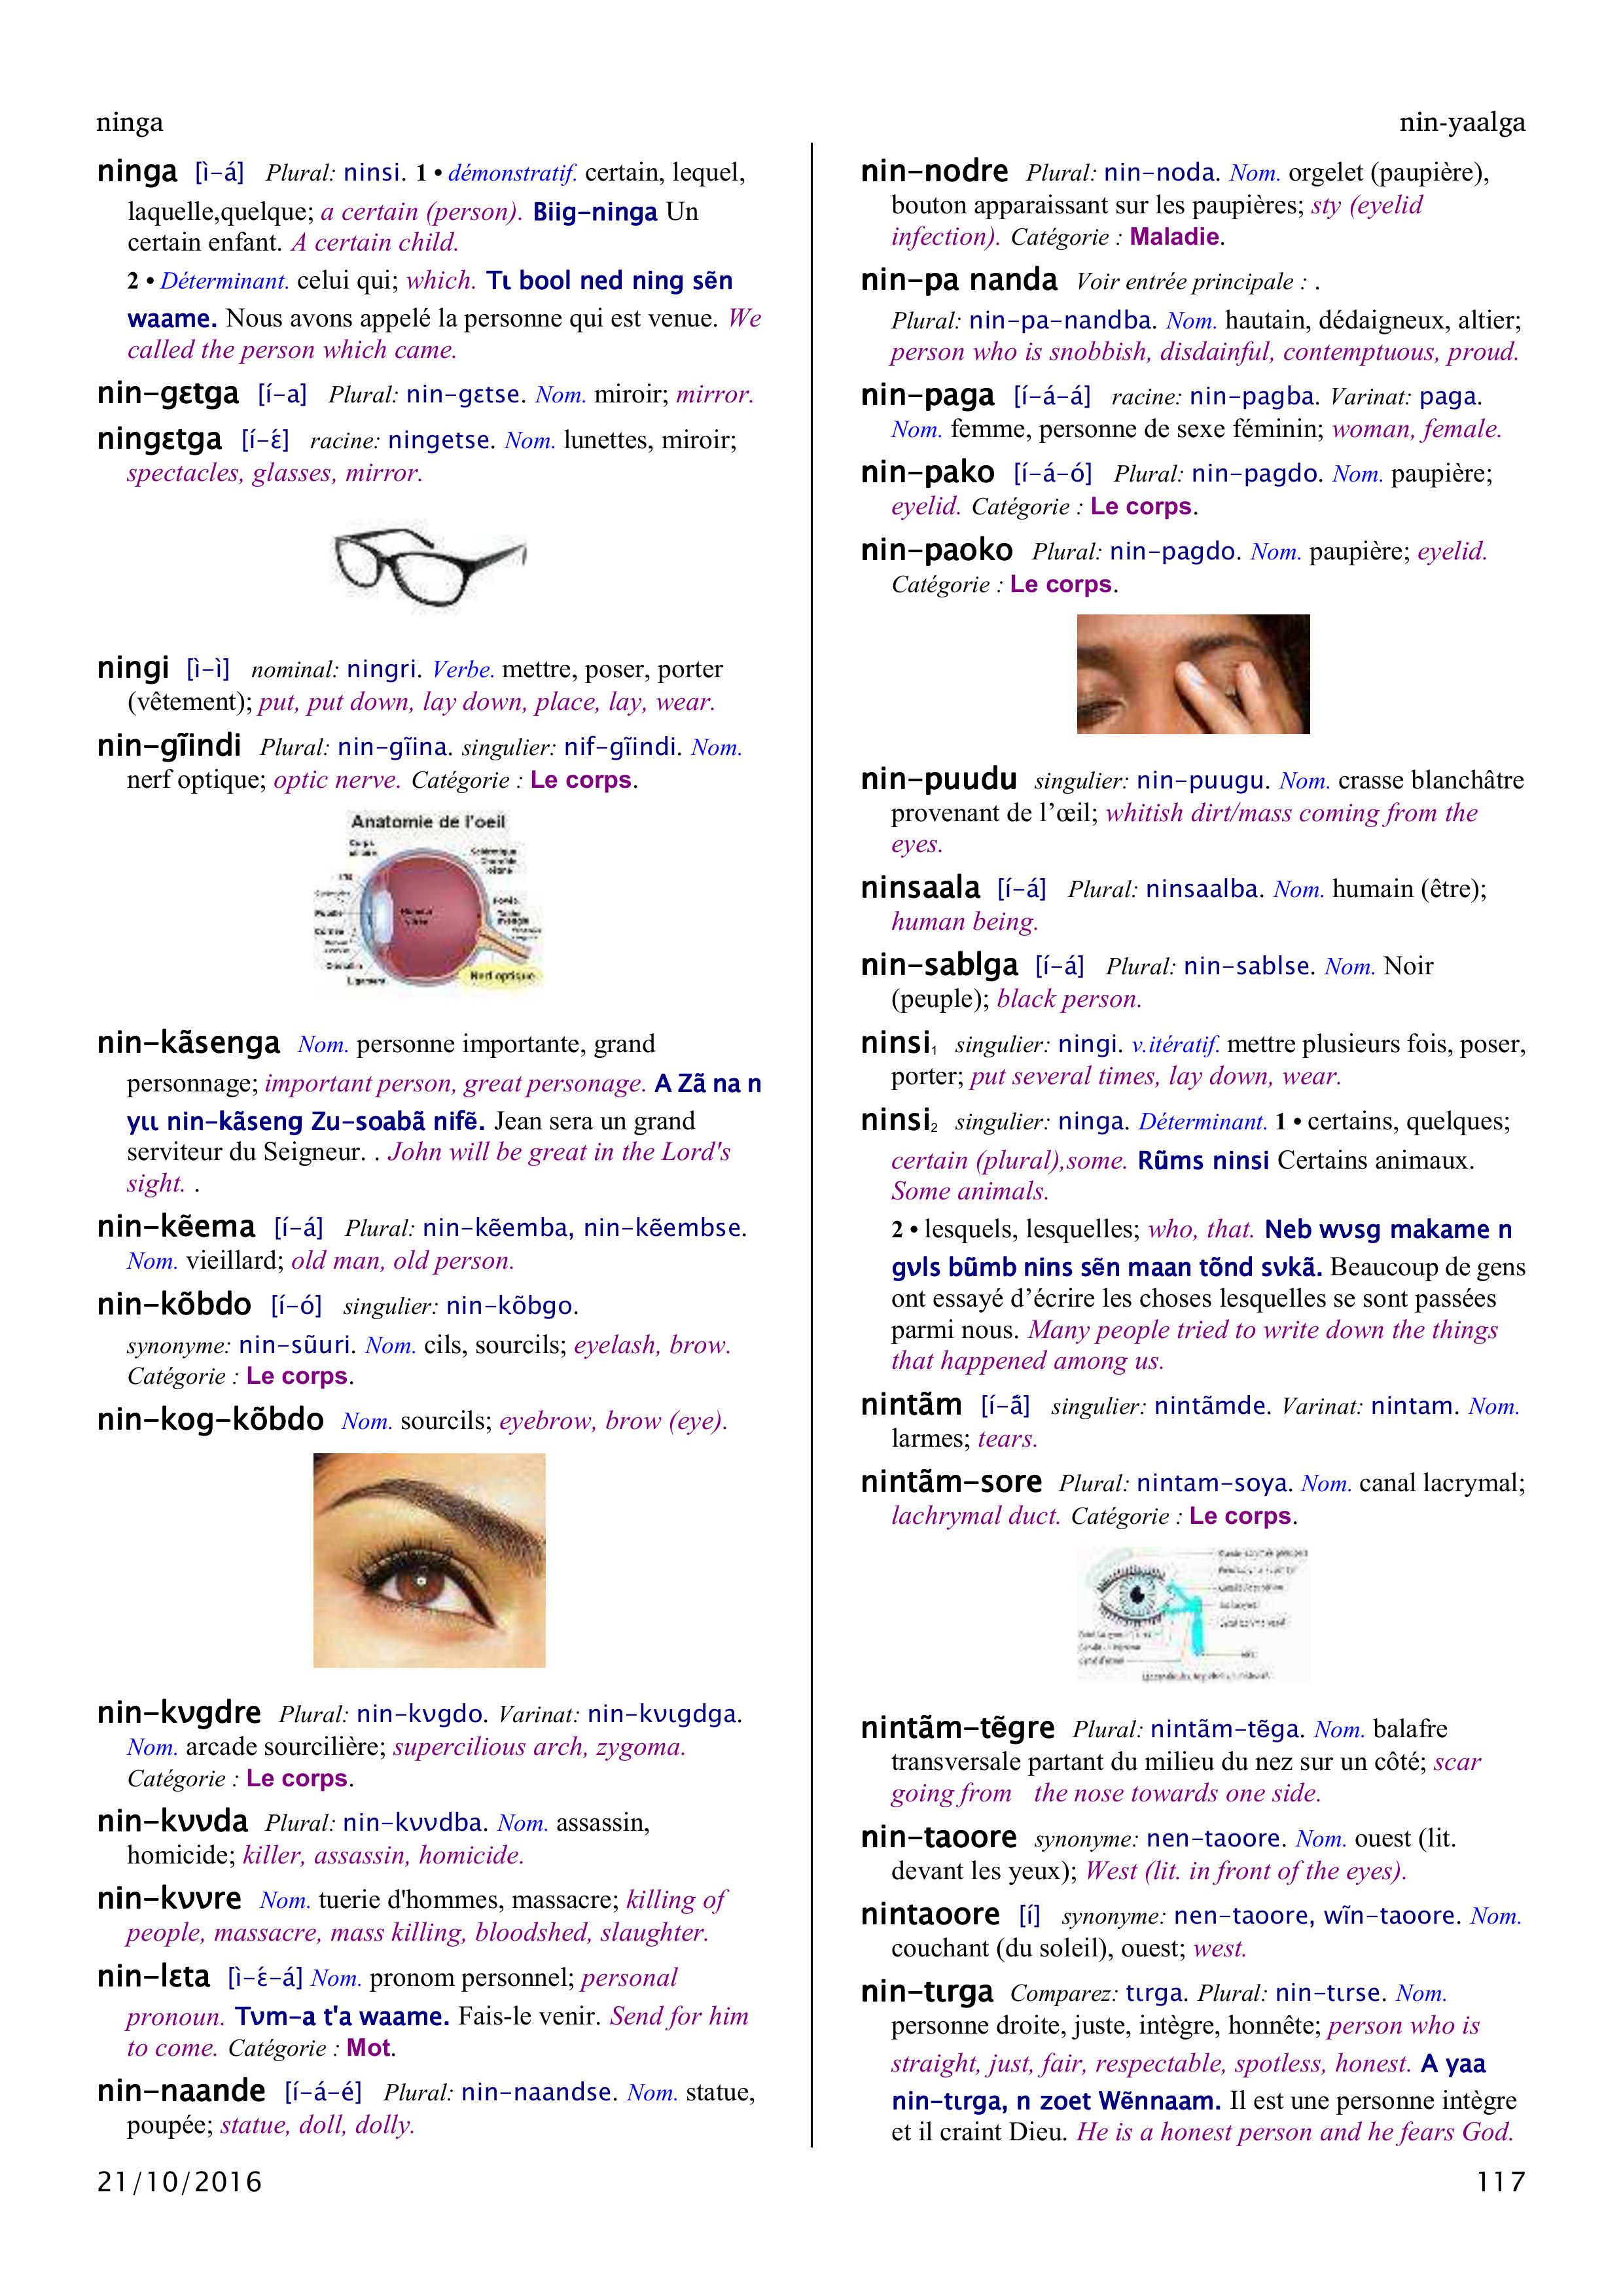 ninga
nin-yaalga
ninga [ì–á] Plural: ninsi. 1 • démonstratif. certain, lequel,
laquelle,quelque; a certain (person). Biig–ninga Un
certain enfant. A certain child.
2 • Déterminant. celui qui; which. Tɩ bool ned ning sẽn
waame. Nous avons appelé la personne qui est venue. We
called the person which came.
nin–gɛtga [í–a] Plural: nin–gɛtse. Nom. miroir; mirror.
ningɛtga [í–ɛ́] racine: ningetse. Nom. lunettes, miroir;
spectacles, glasses, mirror.
ningi [ì–ì] nominal: ningri. Verbe. mettre, poser, porter
(vêtement); put, put down, lay down, place, lay, wear.
nin–gĩindi Plural: nin–gĩina. singulier: nif–gĩindi. Nom.
nerf optique; optic nerve. Catégorie : Le corps.
Anatomie de l'oeil
Nerf optique
Ligament
nin–kãsenga Nom. personne importante, grand
personnage; important person, great personage. A Zã na n
yɩɩ nin–kãseng Zu–soabã nifẽ. Jean sera un grand
serviteur du Seigneur. . John will be great in the Lord's
sight. .
nin–kẽema [í–á] Plural: nin–kẽemba, nin–kẽembse.
Nom. vieillard; old man, old person.
nin–kõbdo [í–ó] singulier: nin–kõbgo.
synonyme: nin–sũuri. Nom. cils, sourcils; eyelash, brow.
Catégorie : Le corps.
nin–kog–kõbdo Nom. sourcils; eyebrow, brow (eye).
nin–kʋgdre Plural: nin–kʋgdo. Varinat: nin–kʋɩgdga.
Nom. arcade sourcilière; supercilious arch, zygoma.
Catégorie : Le corps.
nin–kʋʋda Plural: nin–kʋʋdba. Nom. assassin,
homicide; killer, assassin, homicide.
nin–kʋʋre Nom. tuerie d'hommes, massacre; killing of
people, massacre, mass killing, bloodshed, slaughter.
nin–lɛta [ì–ɛ́–á] Nom. pronom personnel; personal
pronoun. Tʋm–a t'a waame. Fais-le venir. Send for him
to come. Catégorie : Mot.
nin–naande [í–á–é] Plural: nin–naandse. Nom. statue,
poupée; statue, doll, dolly.
nin–nodre Plural: nin–noda. Nom. orgelet (paupière),
bouton apparaissant sur les paupières; sty (eyelid
infection). Catégorie : Maladie.
nin–pa nanda Voir entrée principale : .
Plural: nin–pa–nandba. Nom. hautain, dédaigneux, altier;
person who is snobbish, disdainful, contemptuous, proud.
nin–paga [í–á–á] racine: nin–pagba. Varinat: paga.
Nom. femme, personne de sexe féminin; woman, female.
nin–pako [í–á–ó] Plural: nin–pagdo. Nom. paupière;
eyelid. Catégorie : Le corps.
nin–paoko Plural: nin–pagdo. Nom. paupière; eyelid.
Catégorie : Le corps.
nin–puudu singulier: nin–puugu. Nom. crasse blanchâtre
provenant de l’œil; whitish dirt/mass coming from the
eyes.
ninsaala [í–á] Plural: ninsaalba. Nom. humain (être);
human being.
nin–sablga [í–á] Plural: nin–sablse. Nom. Noir
(peuple); black person.
ninsi₁ singulier: ningi. v.itératif. mettre plusieurs fois, poser,
porter; put several times, lay down, wear.
ninsi₂ singulier: ninga. Déterminant. 1 • certains, quelques;
certain (plural),some. Rũms ninsi Certains animaux.
Some animals.
2 • lesquels, lesquelles; who, that. Neb wʋsg makame n
gʋls bũmb nins sẽn maan tõnd sʋkã. Beaucoup de gens
ont essayé d’écrire les choses lesquelles se sont passées
parmi nous. Many people tried to write down the things
that happened among us.
nintãm [í–ã́] singulier: nintãmde. Varinat: nintam. Nom.
larmes; tears.
nintãm–sore Plural: nintam–soya. Nom. canal lacrymal;
lachrymal duct. Catégorie : Le corps.
nintãm–tẽgre Plural: nintãm–tẽga. Nom. balafre
transversale partant du milieu du nez sur un côté; scar
going from the nose towards one side.
nin–taoore synonyme: nen–taoore. Nom. ouest (lit.
devant les yeux); West (lit. in front of the eyes).
nintaoore [í] synonyme: nen–taoore, wĩn–taoore. Nom.
couchant (du soleil), ouest; west.
nin–tɩrga Comparez: tɩrga. Plural: nin–tɩrse. Nom.
personne droite, juste, intègre, honnête; person who is
straight, just, fair, respectable, spotless, honest. A yaa
nin–tɩrga, n zoet Wẽnnaam. Il est une personne intègre
et il craint Dieu. He is a honest person and he fears God.
21/10/2016
117